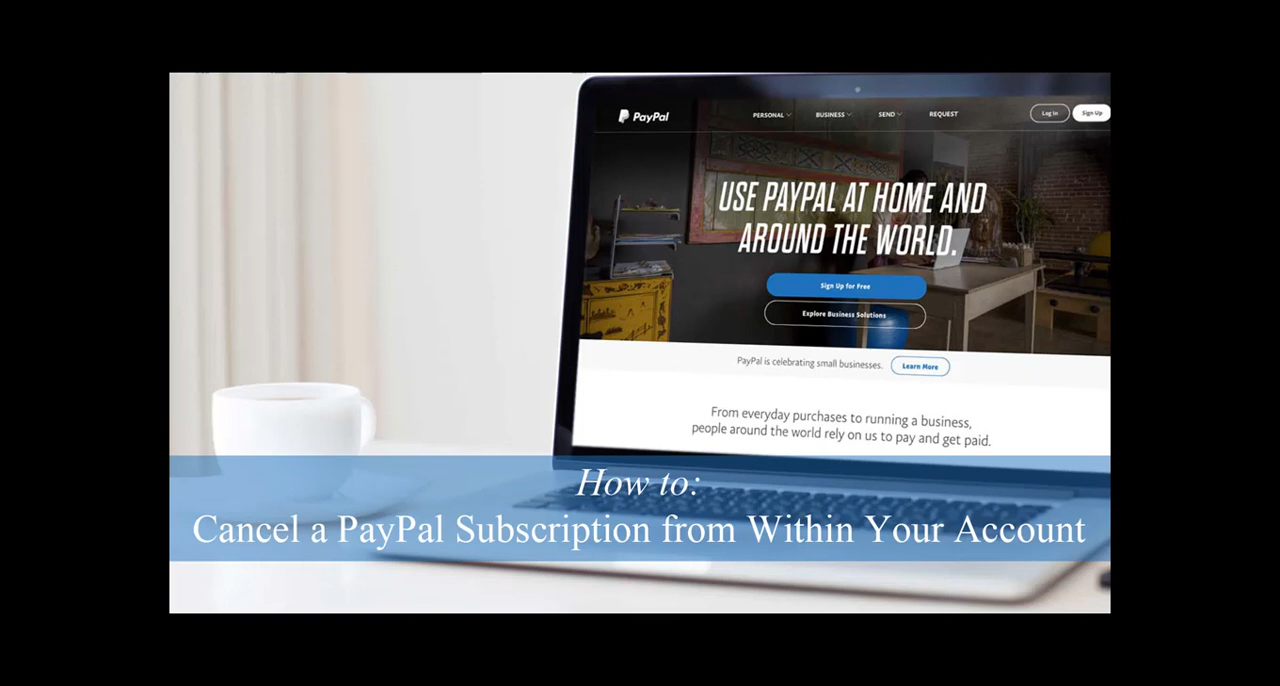 PayPal
PERSONAL
BUSINESS
SEND
REQUEST
Log In
Sign Up
USE PAYPAL AT HOME AND
AROUND THE WORLD.
Sign Up for Free
Explore Business Solutions
PayPal is celebrating small businesses.
Learn More
From everyday purchases to running a business,
people around the world rely on us to pay and get paid.
How to:
Cancel a PayPal Subscription from Within Your Account